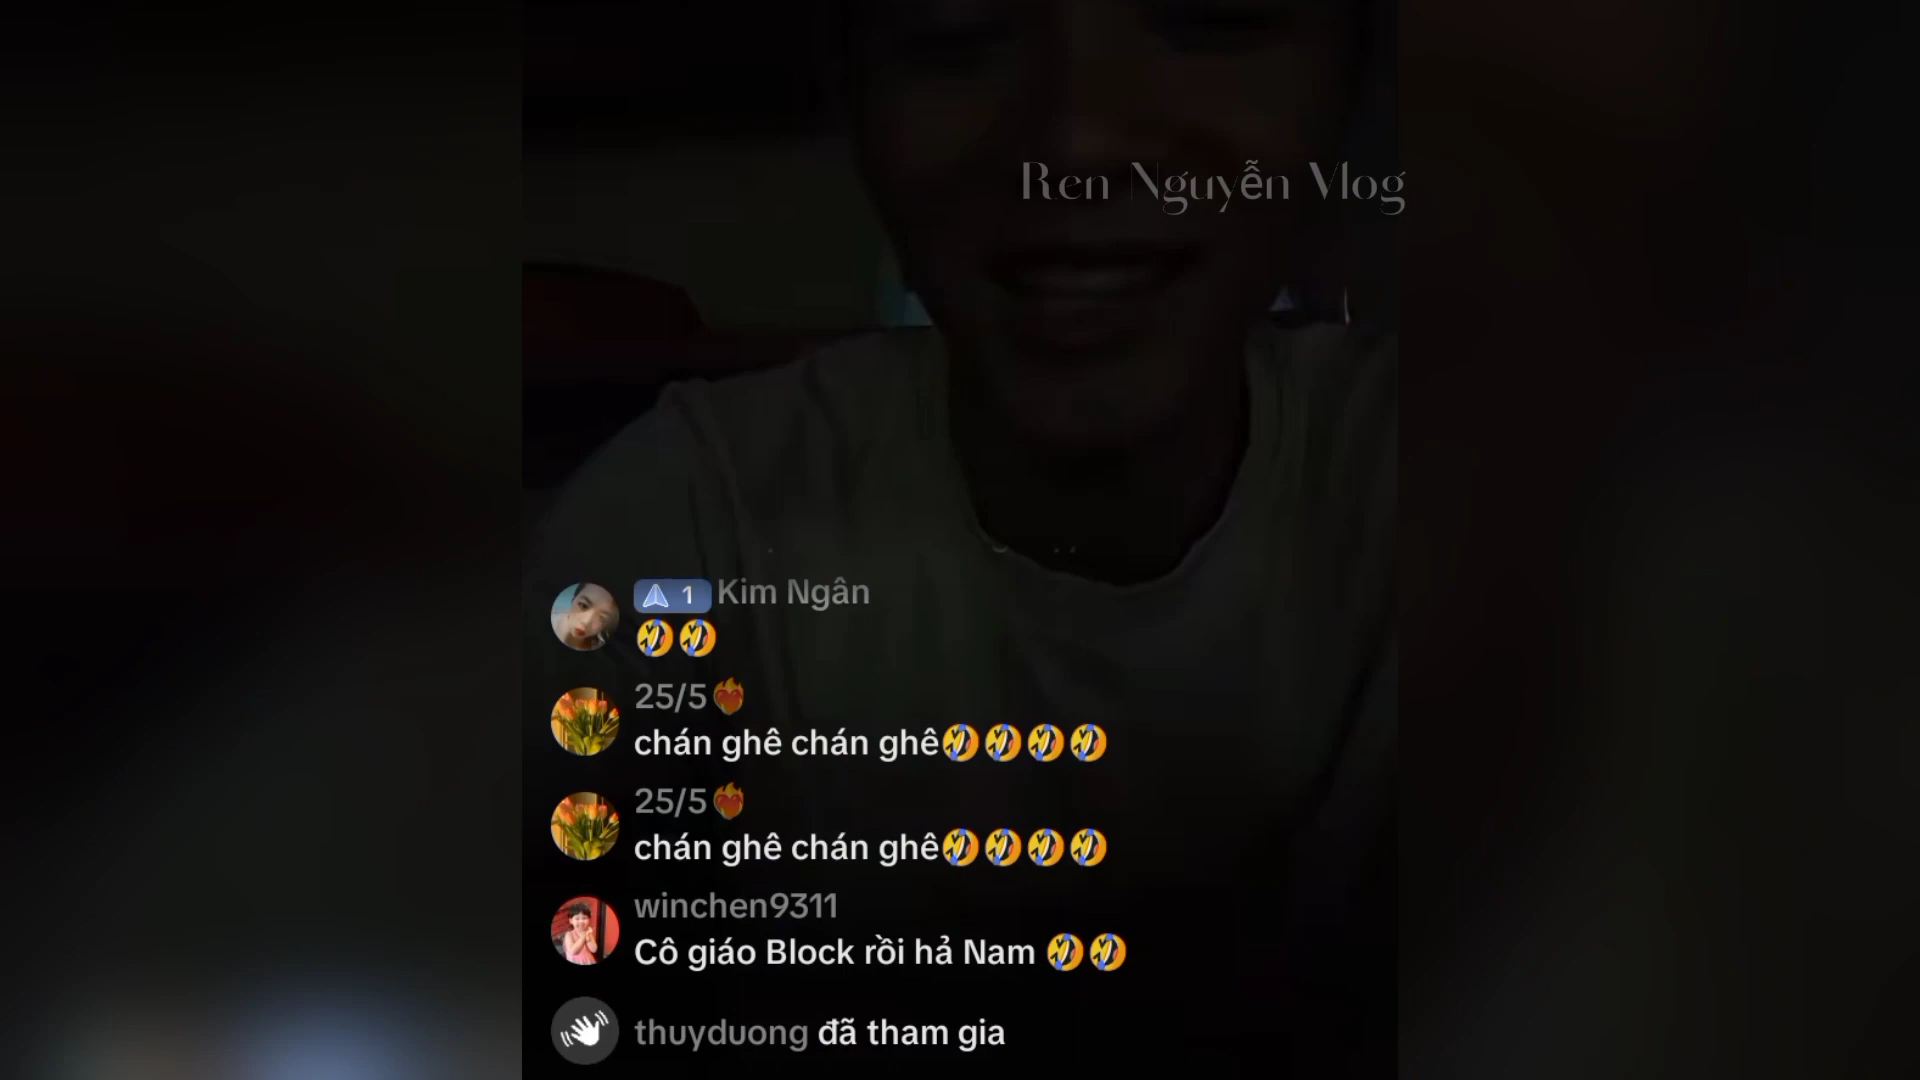 Ren Nguyễn Vlog
1 Kim Ngân
🤣🤣
25/5❤️‍🔥
chán ghê chán ghê🤣🤣🤣🤣
25/5❤️‍🔥
chán ghê chán ghê🤣🤣🤣🤣
winchen9311
Cô giáo Block rồi hả Nam 🤣🤣
thuyduong đã tham gia